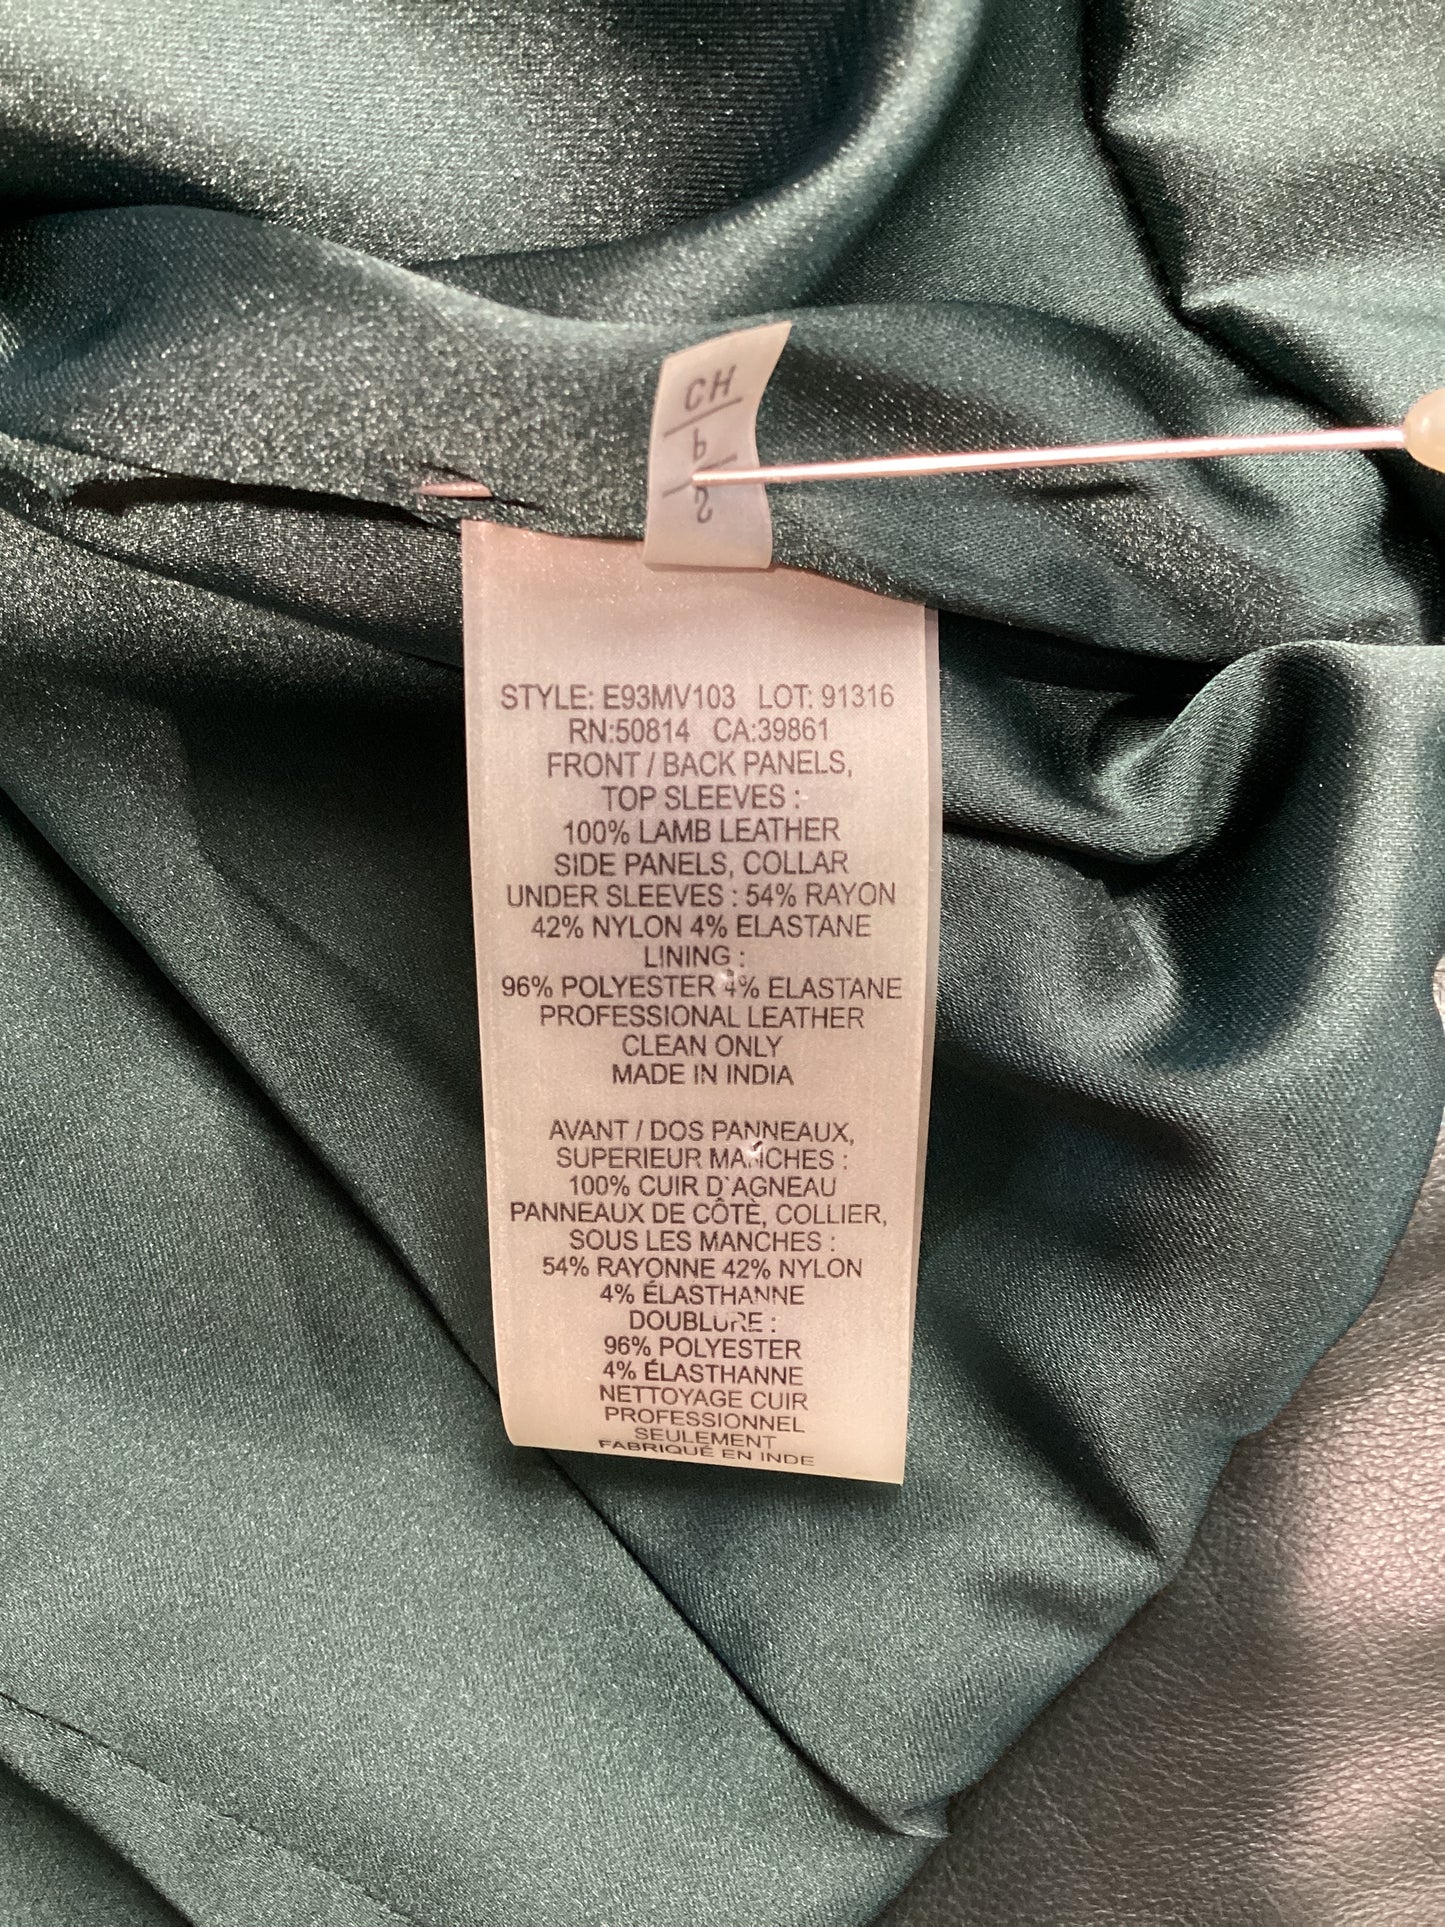 CH
P
S
STYLE: E93MV103 LOT: 91316
RN:50814 CA:39861
FRONT / BACK PANELS,
TOP SLEEVES :
100% LAMB LEATHER
SIDE PANELS, COLLAR
UNDER SLEEVES : 54% RAYON
42% NYLON 4% ELASTANE
LINING :
96% POLYESTER 4% ELASTANE
PROFESSIONAL LEATHER
CLEAN ONLY
MADE IN INDIA
AVANT / DOS PANNEAUX,
SUPERIEUR MANCHES :
100% CUIR D`AGNEAU
PANNEAUX DE CÔTÈ, COLLIER,
SOUS LES MANCHES :
54% RAYONNE 42% NYLON
4% ÉLASTHANNE
DOUBLURE :
96% POLYESTER
4% ÉLASTHANNE
NETTOYAGE CUIR
PROFESSIONNEL
SEULEMENT
FABRIQUÉ EN INDE